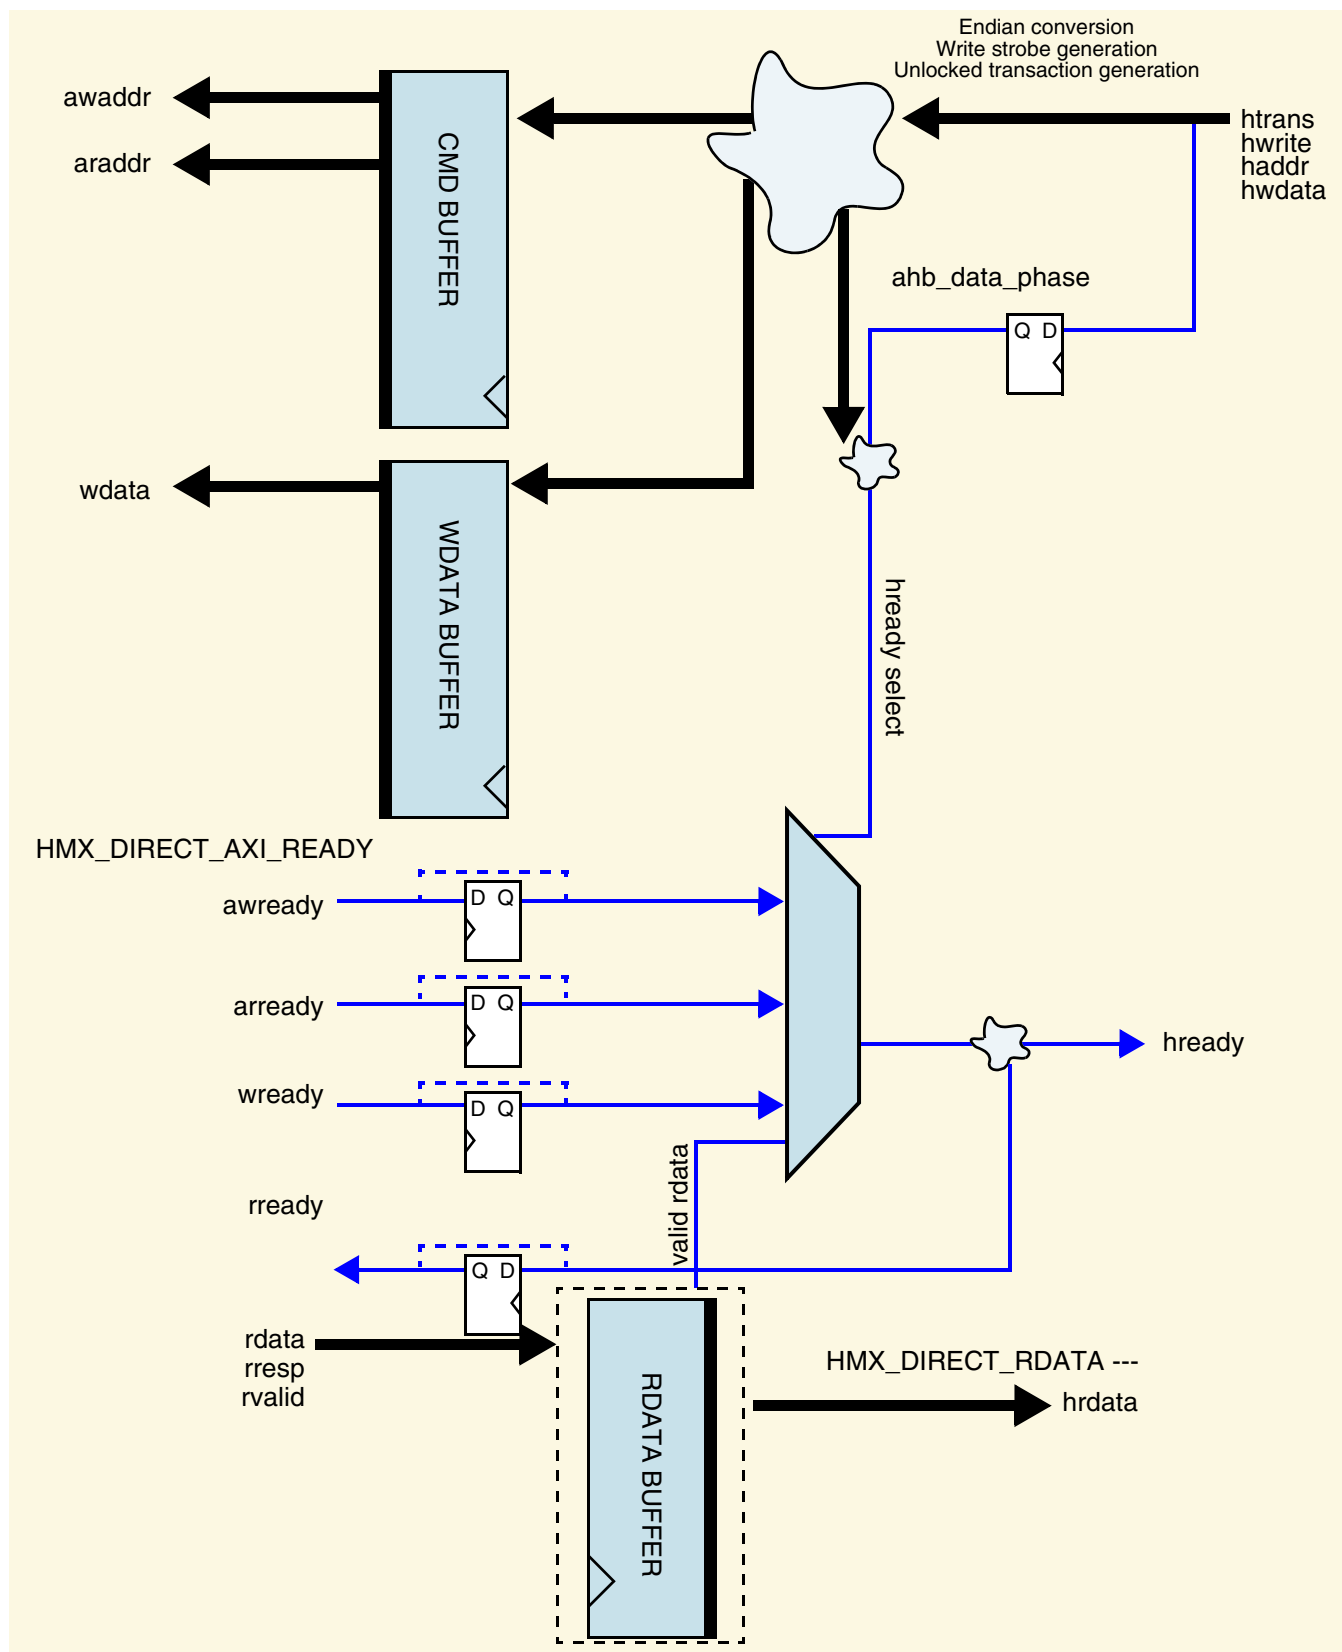 Endian conversion
Write strobe generation
Unlocked transaction generation
awaddr
araddr
CMD BUFFER
htrans
hwrite
haddr
hwdata
ahb_data_phase
Q D
wdata
WDATA BUFFER
hready select
HMX_DIRECT_AXI_READY
awready
D Q
arready
D Q
wready
D Q
hready
valid rdata
rready
Q D
rdata
rresp
rvalid
RDATA BUFFER
HMX_DIRECT_RDATA ---
hrdata